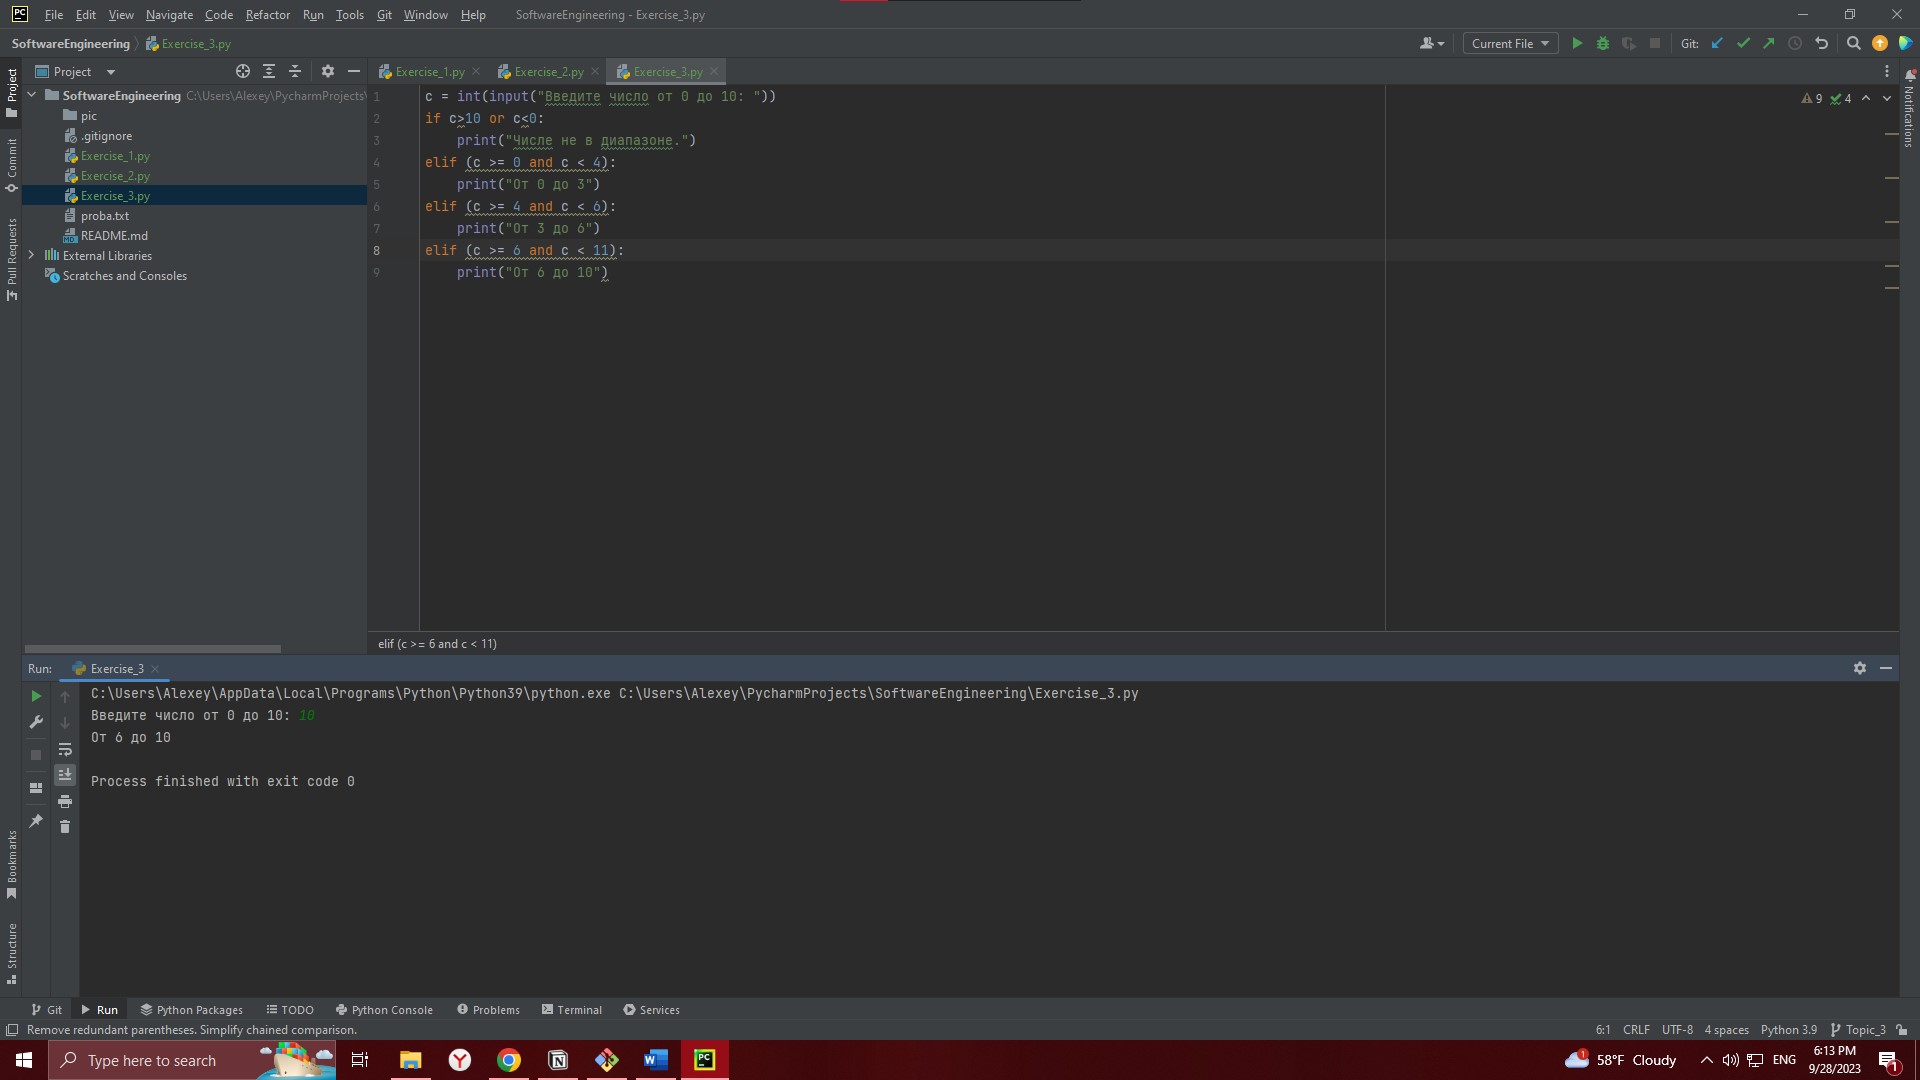 PC File Edit View Navigate Code Refactor Run Tools Git Window Help SoftwareEngineering - Exercise_3.py
SoftwareEngineering Exercise_3.py Current File Git:
Project Exercise_1.py Exercise_2.py Exercise_3.py
SoftwareEngineering C:\Users\Alexey\PycharmProjects\
pic
.gitignore
Exercise_1.py
Exercise_2.py
Exercise_3.py
proba.txt
README.md
External Libraries
Scratches and Consoles
Project
Commit
Pull Requests
1 c = int(input("Введите число от 0 до 10: "))
2 if c>10 or c<0:
3 print("Числе не в диапазоне.")
4 elif (c >= 0 and c < 4):
5 print("От 0 до 3")
6 elif (c >= 4 and c < 6):
7 print("От 3 до 6")
8 elif (c >= 6 and c < 11):
9 print("От 6 до 10")
9 4
Notifications
elif (c >= 6 and c < 11)
Run: Exercise_3
C:\Users\Alexey\AppData\Local\Programs\Python\Python39\python.exe C:\Users\Alexey\PycharmProjects\SoftwareEngineering\Exercise_3.py
Введите число от 0 до 10: 10
От 6 до 10
Process finished with exit code 0
Bookmarks
Structure
Git Run Python Packages TODO Python Console Problems Terminal Services
Remove redundant parentheses. Simplify chained comparison. 6:1 CRLF UTF-8 4 spaces Python 3.9 Topic_3
Type here to search 58°F Cloudy ENG 6:13 PM
9/28/2023